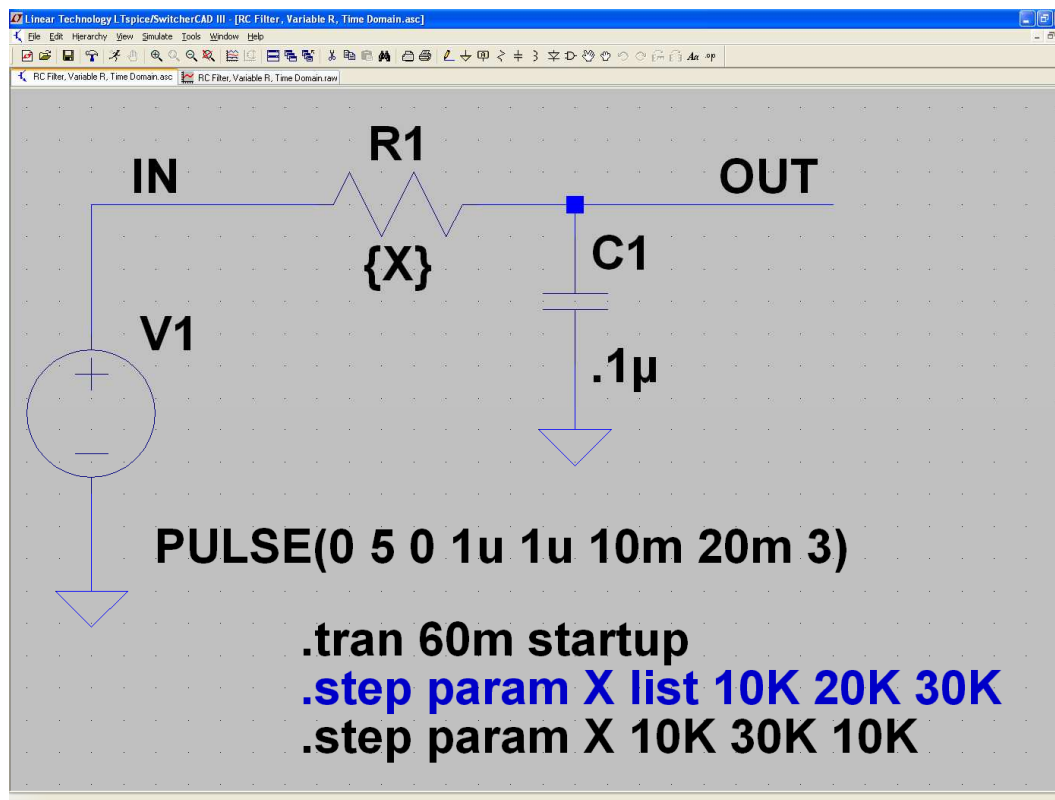 Linear Technology LTspice/SwitcherCAD III - [RC Filter, Variable R, Time Domain.asc]
File Edit Hierarchy View Simulate Tools Window Help
Aa .op
RC Filter, Variable R, Time Domain.asc RC Filter, Variable R, Time Domain.raw
R1
IN OUT
{X} C1
V1
.1µ
PULSE(0 5 0 1u 1u 10m 20m 3)
.tran 60m startup
.step param X list 10K 20K 30K
.step param X 10K 30K 10K